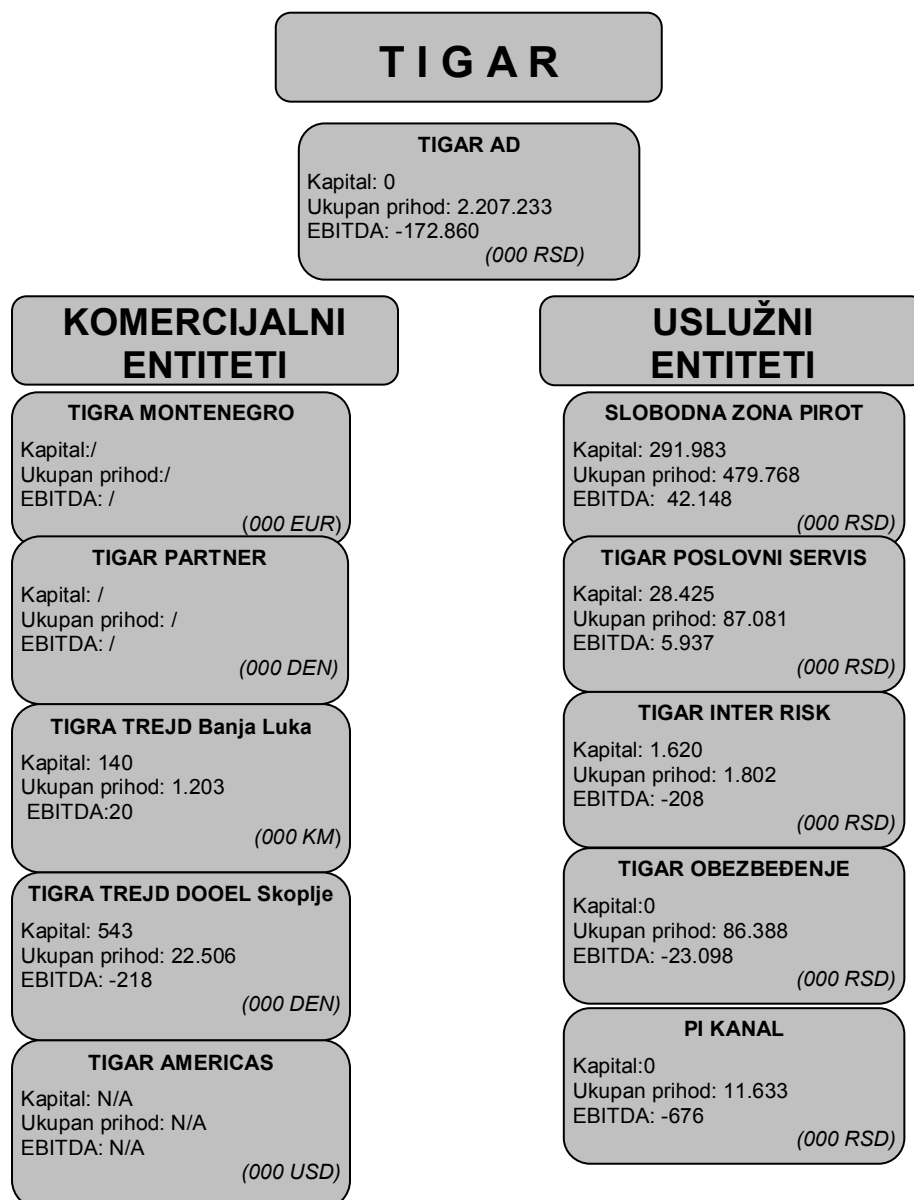 T I G A R
TIGAR AD
Kapital: 0
Ukupan prihod: 2.207.233
EBITDA: -172.860
(000 RSD)
KOMERCIJALNI
ENTITETI
TIGRA MONTENEGRO
Kapital:/
Ukupan prihod:/
EBITDA: /
(000 EUR)
TIGAR PARTNER
Kapital: /
Ukupan prihod: /
EBITDA: /
(000 DEN)
TIGRA TREJD Banja Luka
Kapital: 140
Ukupan prihod: 1.203
EBITDA:20
(000 KM)
TIGRA TREJD DOOEL Skoplje
Kapital: 543
Ukupan prihod: 22.506
EBITDA: -218
(000 DEN)
TIGAR AMERICAS
Kapital: N/A
Ukupan prihod: N/A
EBITDA: N/A
(000 USD)
USLUŽNI
ENTITETI
SLOBODNA ZONA PIROT
Kapital: 291.983
Ukupan prihod: 479.768
EBITDA:  42.148
(000 RSD)
TIGAR POSLOVNI SERVIS
Kapital: 28.425
Ukupan prihod: 87.081
EBITDA: 5.937
(000 RSD)
TIGAR INTER RISK
Kapital: 1.620
Ukupan prihod: 1.802
EBITDA: -208
(000 RSD)
TIGAR OBEZBEĐENJE
Kapital:0
Ukupan prihod: 86.388
EBITDA: -23.098
(000 RSD)
PI KANAL
Kapital:0
Ukupan prihod: 11.633
EBITDA: -676
(000 RSD)